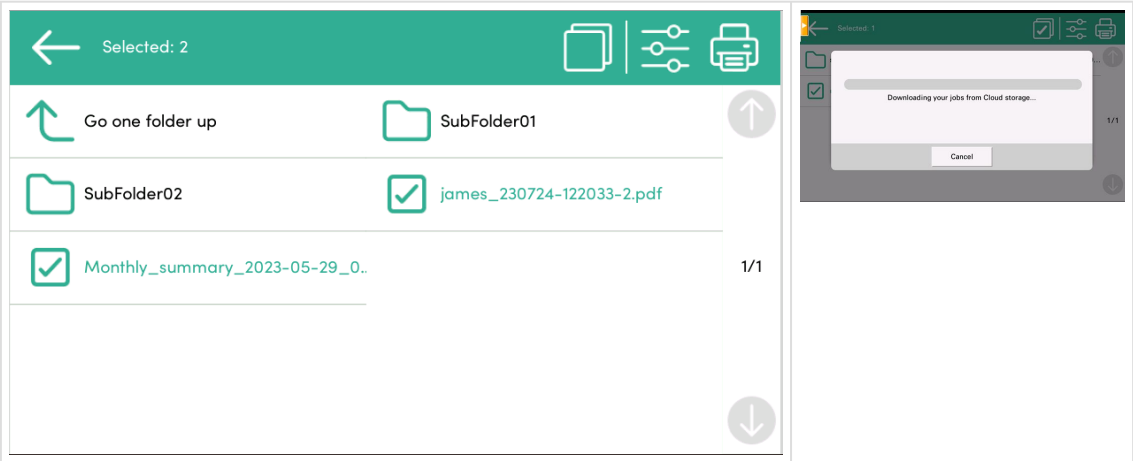 Selected: 2
Go one folder up
SubFolder01
SubFolder02
james_230724-122033-2.pdf
Monthly_summary_2023-05-29_0..
1/1
Selected: 1
Downloading your jobs from Cloud storage...
1/1
Cancel